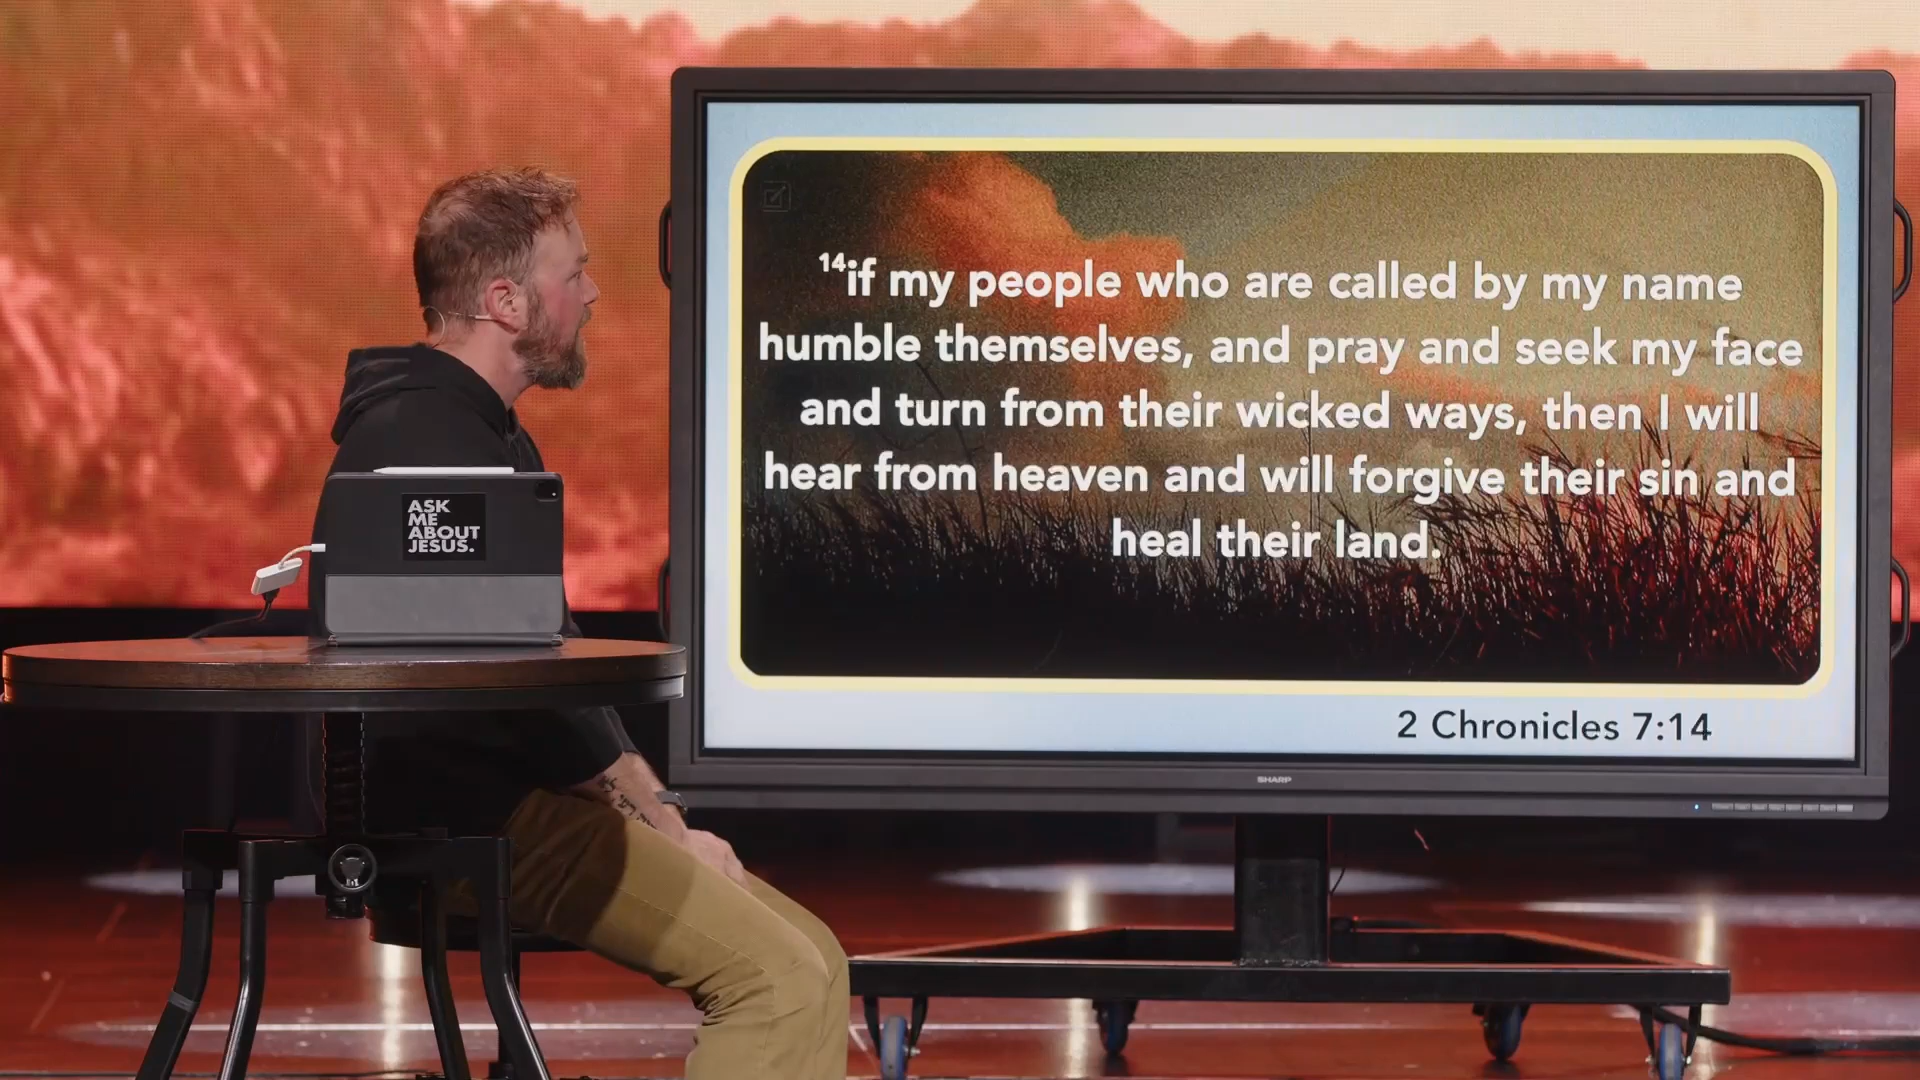 ¹⁴if my people who are called by my name
humble themselves, and pray and seek my face
and turn from their wicked ways, then I will
hear from heaven and will forgive their sin and
heal their land.
2 Chronicles 7:14
SHARP
ASK
ME
ABOUT
JESUS.